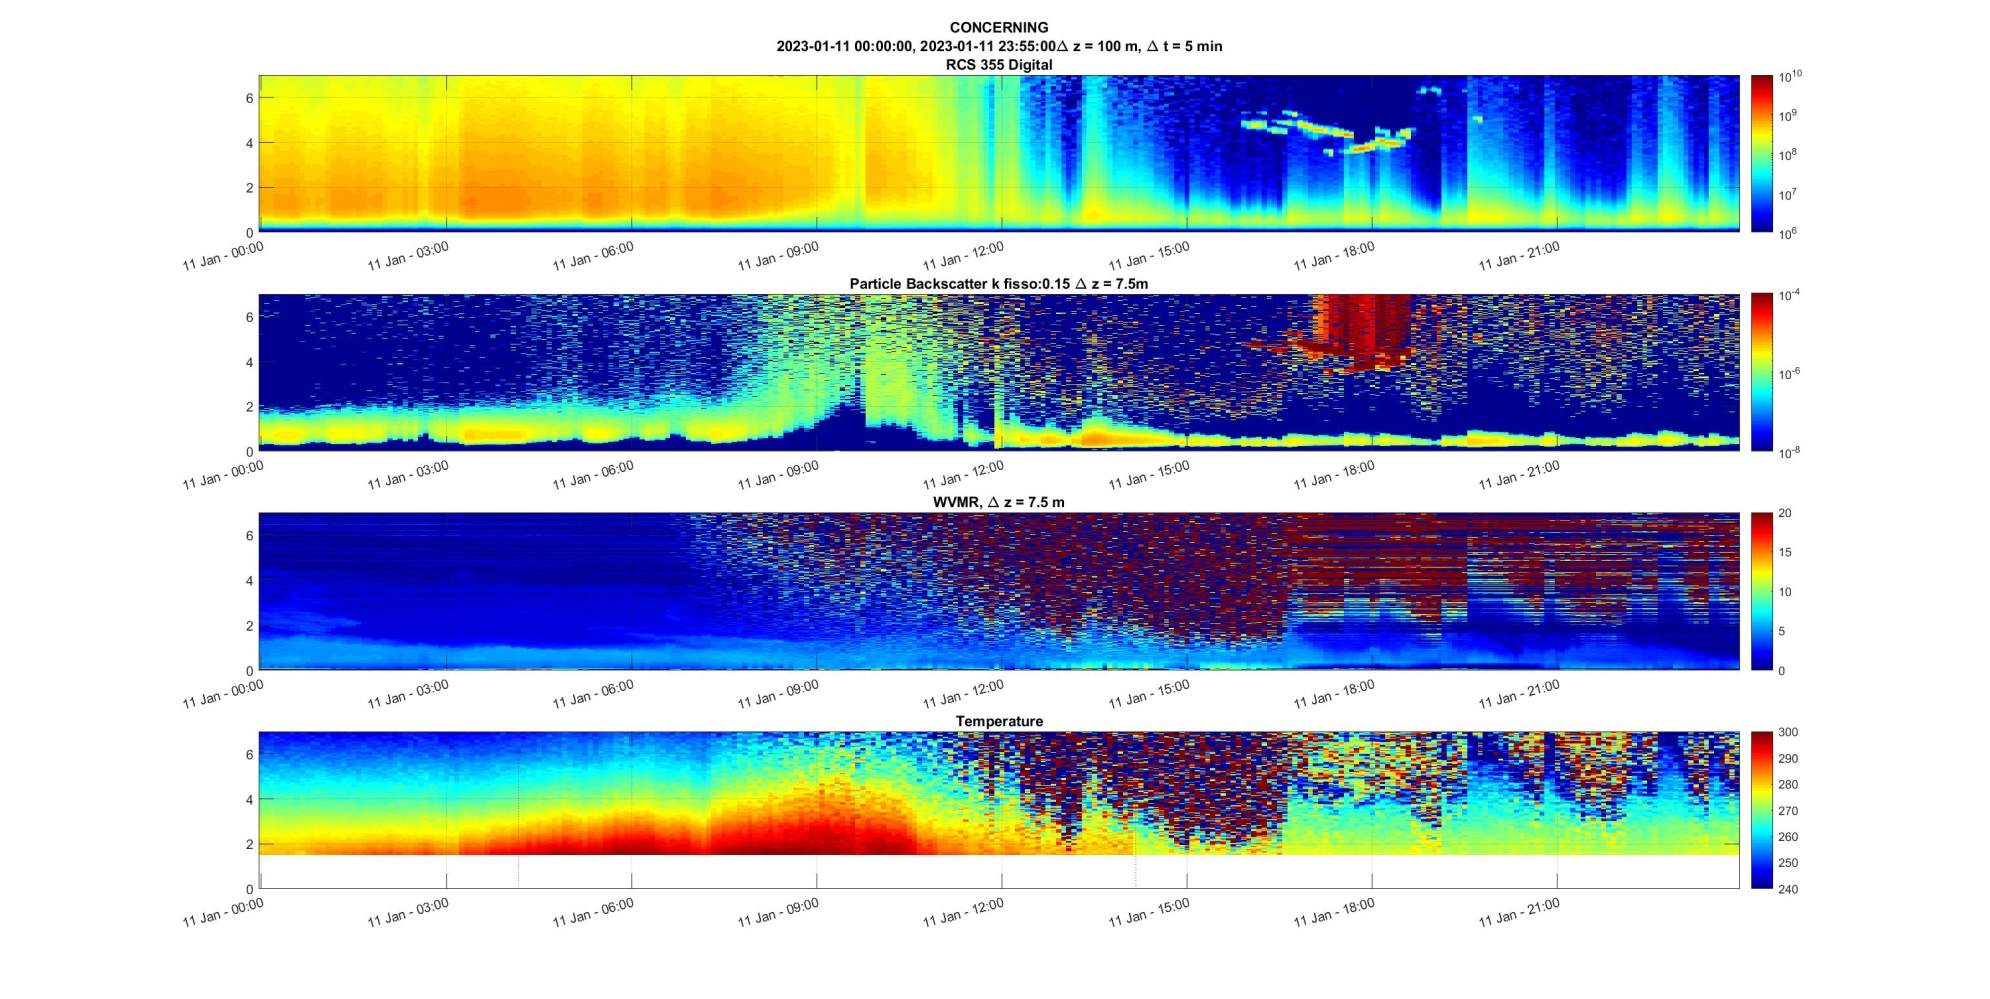 CONCERNING
2023-01-11 00:00:00, 2023-01-11 23:55:00Δ z = 100 m, Δ t = 5 min
RCS 355 Digital
6
4
2
0
11 Jan - 00:00
11 Jan - 03:00
11 Jan - 06:00
11 Jan - 09:00
11 Jan - 12:00
11 Jan - 15:00
11 Jan - 18:00
11 Jan - 21:00
10^10
10^9
10^8
10^7
10^6
Particle Backscatter k fisso:0.15 Δ z = 7.5m
6
4
2
0
11 Jan - 00:00
11 Jan - 03:00
11 Jan - 06:00
11 Jan - 09:00
11 Jan - 12:00
11 Jan - 15:00
11 Jan - 18:00
11 Jan - 21:00
10^-4
10^-6
10^-8
WVMR, Δ z = 7.5 m
6
4
2
0
11 Jan - 00:00
11 Jan - 03:00
11 Jan - 06:00
11 Jan - 09:00
11 Jan - 12:00
11 Jan - 15:00
11 Jan - 18:00
11 Jan - 21:00
20
15
10
5
0
Temperature
6
4
2
0
11 Jan - 00:00
11 Jan - 03:00
11 Jan - 06:00
11 Jan - 09:00
11 Jan - 12:00
11 Jan - 15:00
11 Jan - 18:00
11 Jan - 21:00
300
290
280
270
260
250
240